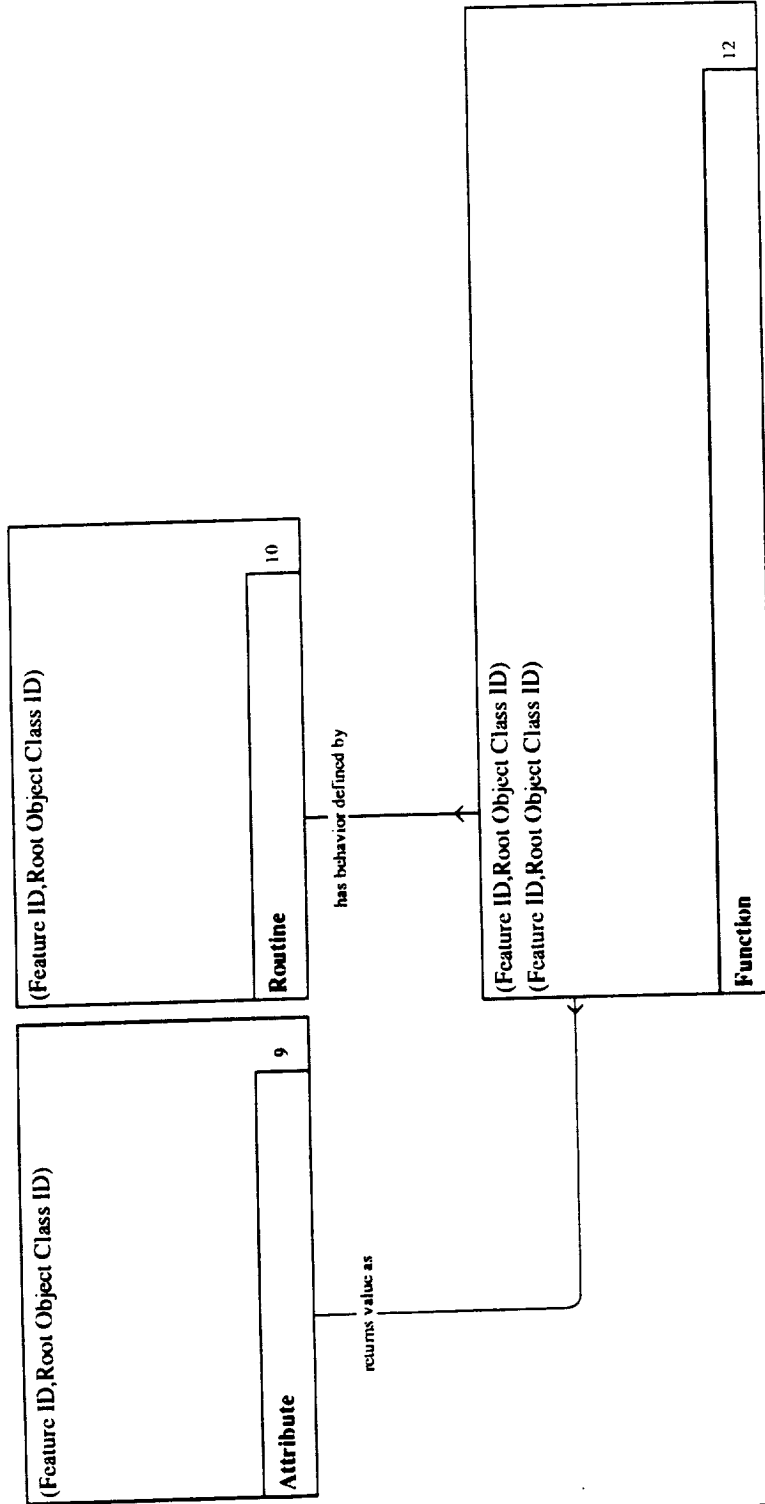 (Feature ID,Root Object Class ID)
Attribute
9
(Feature ID,Root Object Class ID)
Routine
10
returns value as
has behavior defined by
(Feature ID,Root Object Class ID)
(Feature ID,Root Object Class ID)
Function
12